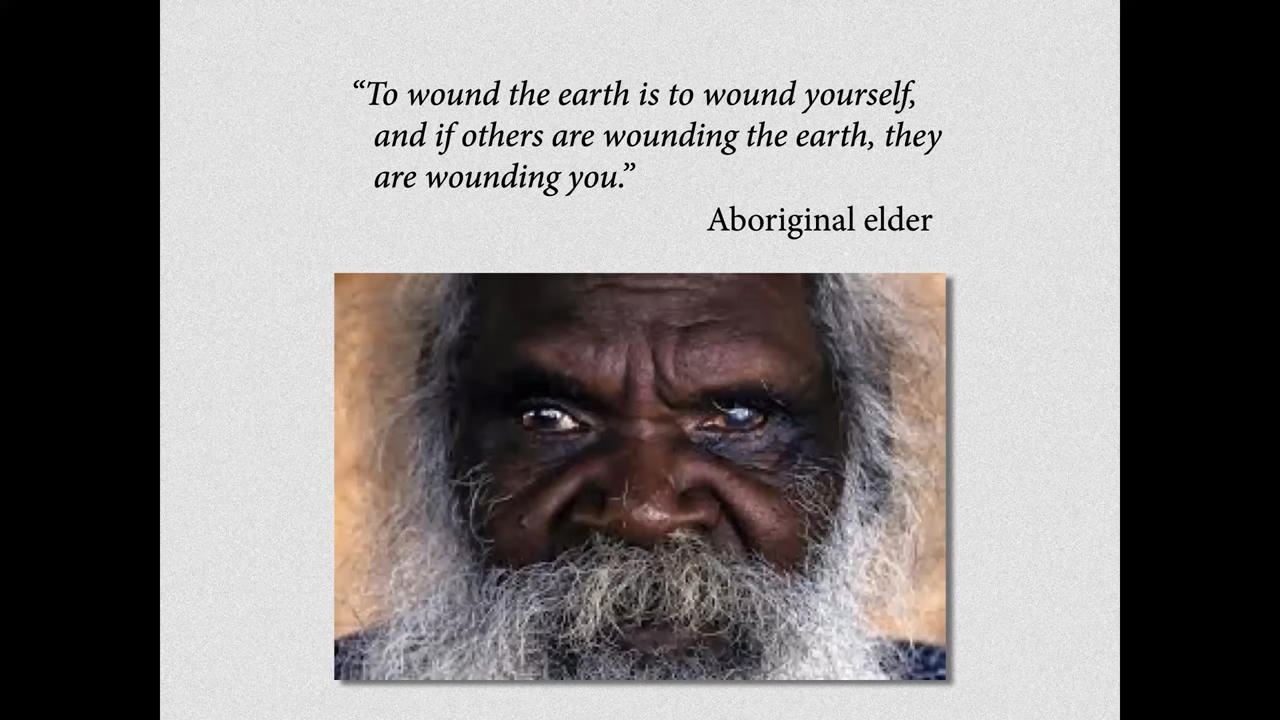 “To wound the earth is to wound yourself,
and if others are wounding the earth, they
are wounding you.”
Aboriginal elder